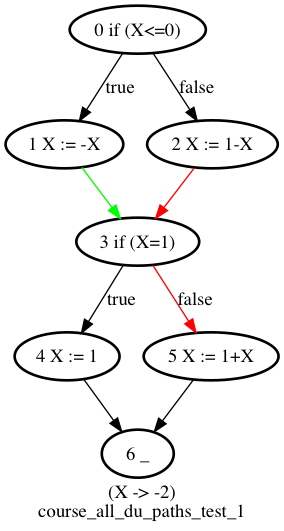 0 if (X<=0)
true
false
1 X := -X
2 X := 1-X
3 if (X=1)
true
false
4 X := 1
5 X := 1+X
6 _
(X -> -2)
course_all_du_paths_test_1